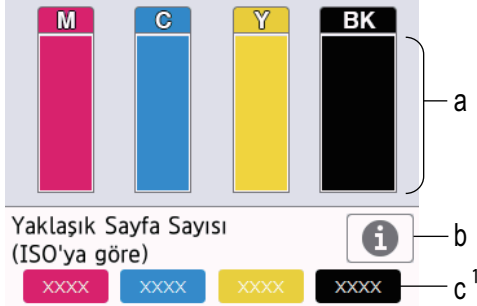 M C Y BK
a
Yaklaşık Sayfa Sayısı
(ISO'ya göre)
i
b
XXXX XXXX XXXX XXXX
c¹